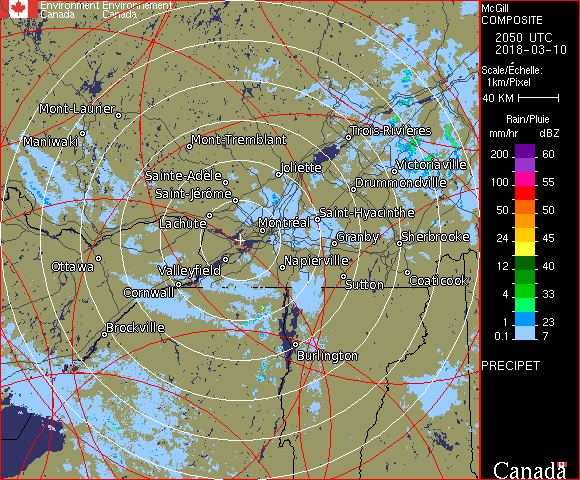 Environment Environnement
Canada Canada
Mont-Laurier
Maniwaki
Mont-Tremblant
Trois-Rivières
Sainte-Adèle
Joliette
Victoriaville
Saint-Jérôme
Drummondville
Lachute
Montréal
Saint-Hyacinthe
Granby
Sherbrooke
Ottawa
Valleyfield
Napierville
Cornwall
Sutton
Coaticook
Brockville
Burlington
McGill
COMPOSITE
2050 UTC
2018-03-10
Scale/Échelle:
1km/Pixel
40 KM
Rain/Pluie
mm/hr dBZ
200 60
100 55
50 50
24 45
12 40
4 33
1 23
0.1 7
PRECIPET
Canada